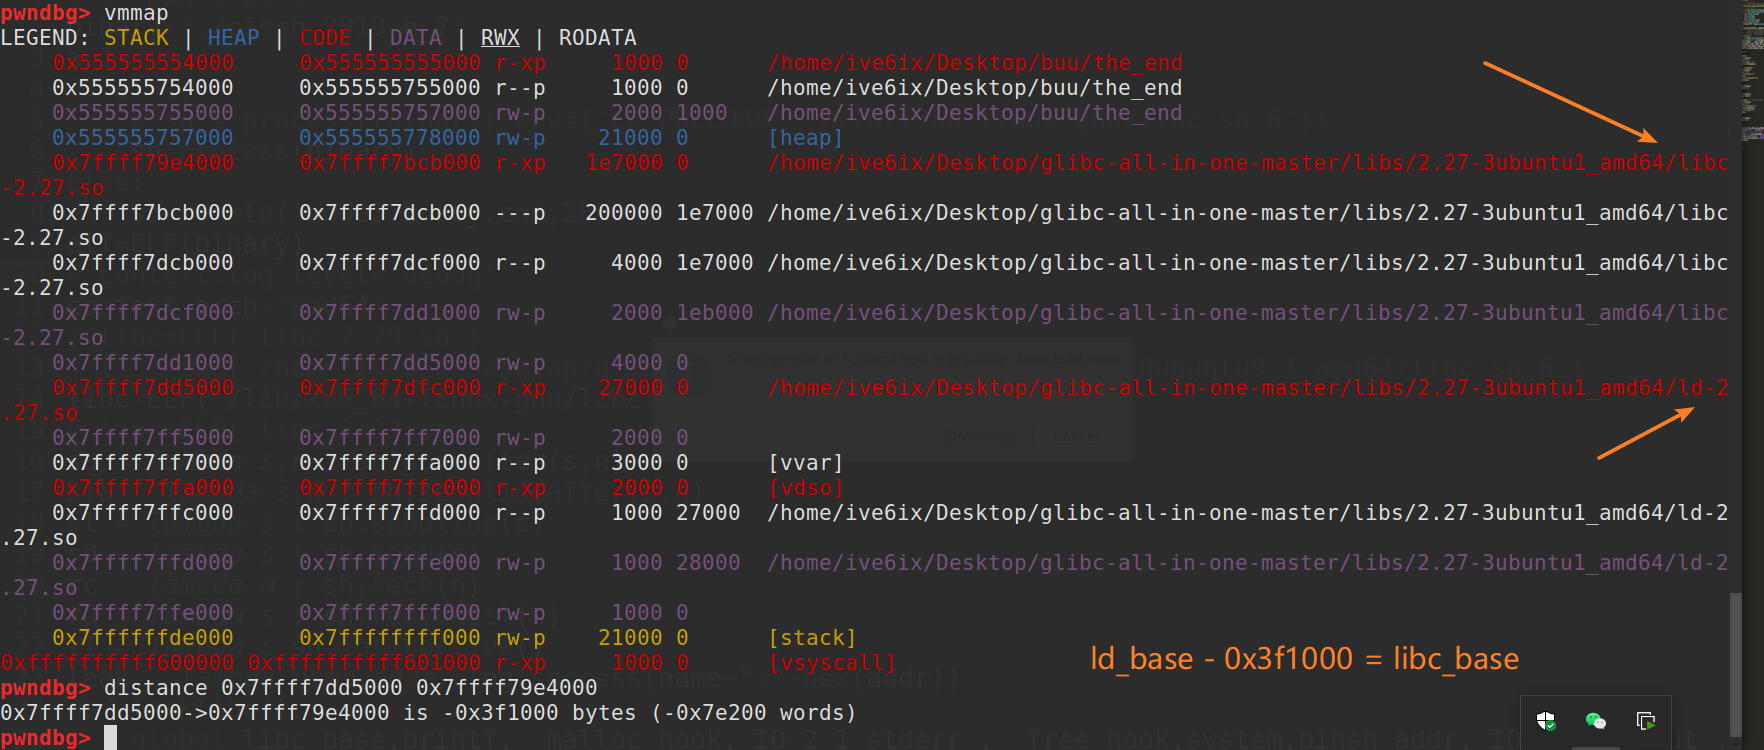 pwndbg> vmmap
LEGEND: STACK | HEAP | CODE | DATA | RWX | RODATA
0x555555554000 0x555555555000 r-xp 1000 0 /home/ive6ix/Desktop/buu/the_end
0x555555754000 0x555555755000 r--p 1000 0 /home/ive6ix/Desktop/buu/the_end
0x555555755000 0x555555757000 rw-p 2000 1000 /home/ive6ix/Desktop/buu/the_end
0x555555757000 0x555555778000 rw-p 21000 0 [heap]
0x7ffff79e4000 0x7ffff7bcb000 r-xp 1e7000 0 /home/ive6ix/Desktop/glibc-all-in-one-master/libs/2.27-3ubuntu1_amd64/libc
-2.27.so
0x7ffff7bcb000 0x7ffff7dcb000 ---p 200000 1e7000 /home/ive6ix/Desktop/glibc-all-in-one-master/libs/2.27-3ubuntu1_amd64/libc
-2.27.so
0x7ffff7dcb000 0x7ffff7dcf000 r--p 4000 1e7000 /home/ive6ix/Desktop/glibc-all-in-one-master/libs/2.27-3ubuntu1_amd64/libc
-2.27.so
0x7ffff7dcf000 0x7ffff7dd1000 rw-p 2000 1eb000 /home/ive6ix/Desktop/glibc-all-in-one-master/libs/2.27-3ubuntu1_amd64/libc
-2.27.so
0x7ffff7dd1000 0x7ffff7dd5000 rw-p 4000 0
0x7ffff7dd5000 0x7ffff7dfc000 r-xp 27000 0 /home/ive6ix/Desktop/glibc-all-in-one-master/libs/2.27-3ubuntu1_amd64/ld-2
.27.so
0x7ffff7ff5000 0x7ffff7ff7000 rw-p 2000 0
0x7ffff7ff7000 0x7ffff7ffa000 r--p 3000 0 [vvar]
0x7ffff7ffa000 0x7ffff7ffc000 r-xp 2000 0 [vdso]
0x7ffff7ffc000 0x7ffff7ffd000 r--p 1000 27000 /home/ive6ix/Desktop/glibc-all-in-one-master/libs/2.27-3ubuntu1_amd64/ld-2
.27.so
0x7ffff7ffd000 0x7ffff7ffe000 rw-p 1000 28000 /home/ive6ix/Desktop/glibc-all-in-one-master/libs/2.27-3ubuntu1_amd64/ld-2
.27.so
0x7ffff7ffe000 0x7ffff7fff000 rw-p 1000 0
0x7ffffffde000 0x7ffffffff000 rw-p 21000 0 [stack]
0xffffffffff600000 0xffffffffff601000 r-xp 1000 0 [vsyscall]
ld_base - 0x3f1000 = libc_base
pwndbg> distance 0x7ffff7dd5000 0x7ffff79e4000
0x7ffff7dd5000->0x7ffff79e4000 is -0x3f1000 bytes (-0x7e200 words)
pwndbg>